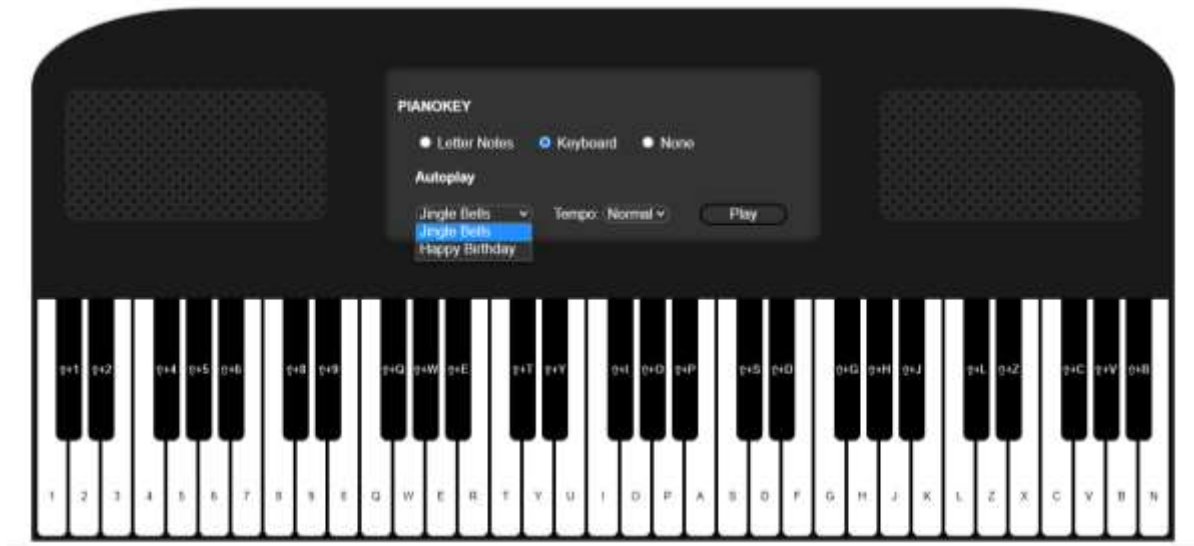 PIANOKEY
Letter Notes Keyboard None
Autoplay
Jingle Bells Tempo: Normal Play
Jingle Bells
Happy Birthday
⇧+1 ⇧+2 ⇧+4 ⇧+5 ⇧+6 ⇧+8 ⇧+9 ⇧+Q ⇧+W ⇧+E ⇧+T ⇧+Y ⇧+I ⇧+O ⇧+P ⇧+S ⇧+D ⇧+G ⇧+H ⇧+J ⇧+L ⇧+Z ⇧+C ⇧+V ⇧+B
1 2 3 4 5 6 7 8 9 0 Q W E R T Y U I O P A S D F G H J K L Z X C V B N